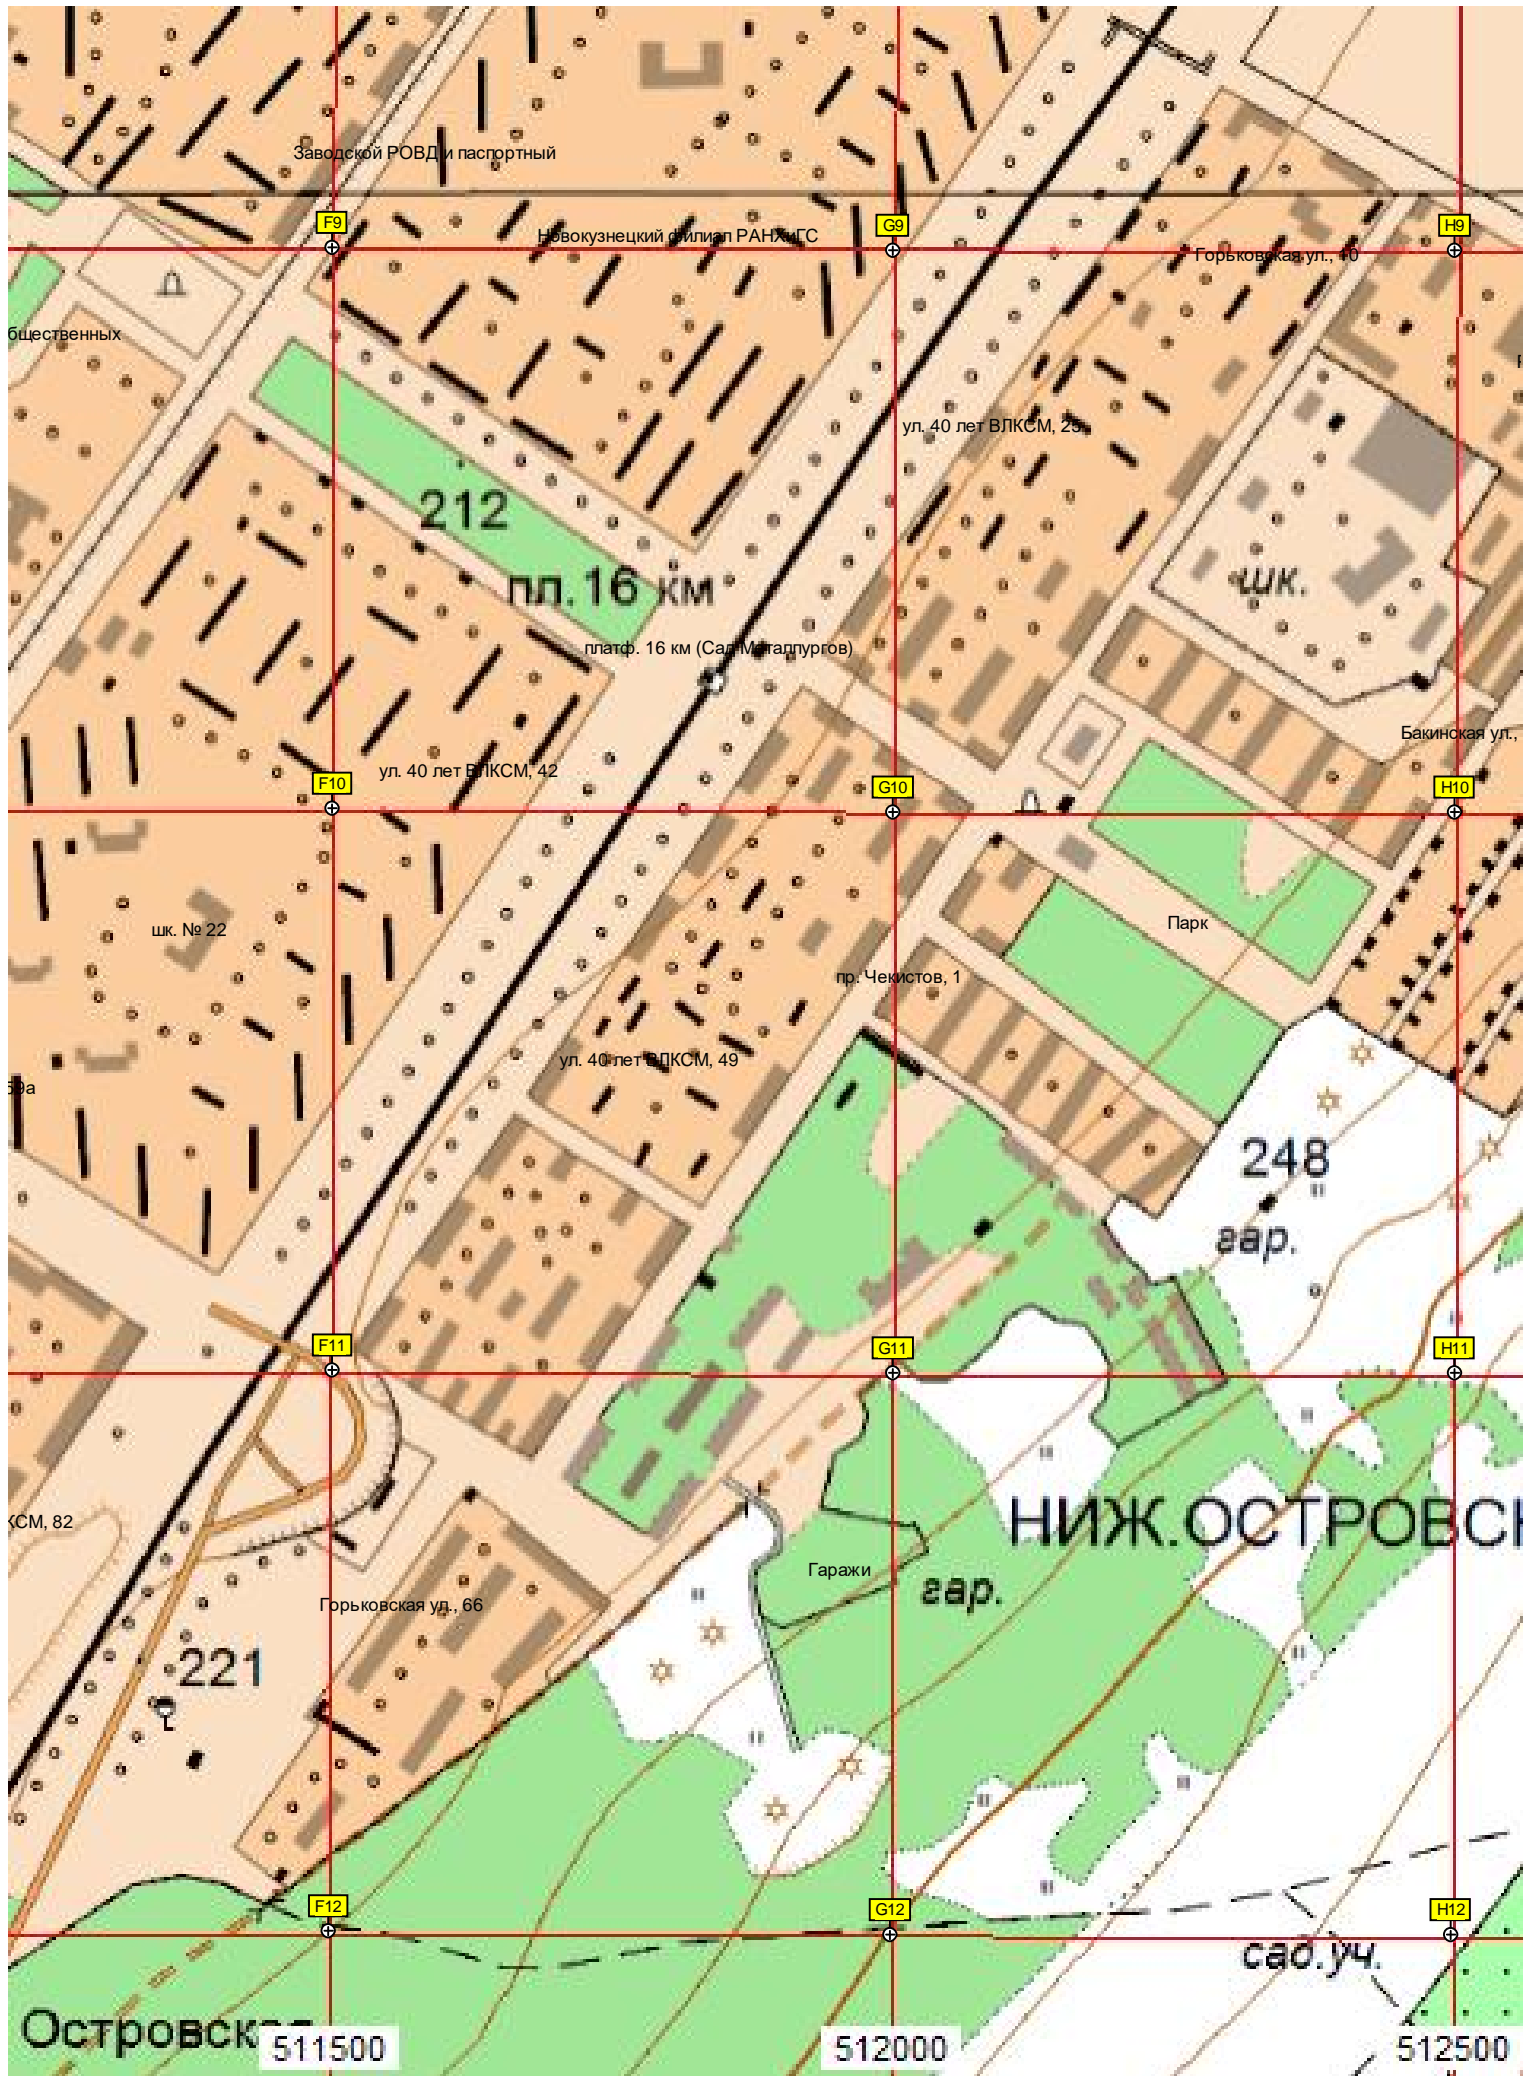 Заводской РОВД и паспортный
F9
G9
H9
Новокузнецкий филиал РАНХиГС
Горьковская ул., 10
бщественных
ул. 40 лет ВЛКСМ, 25
212
пл.16 км
шк.
платф. 16 км (Сад Металлургов)
Бакинская ул.,
ул. 40 лет ВЛКСМ, 42
F10
G10
H10
Парк
шк. № 22
пр. Чекистов, 1
ул. 40 лет ВЛКСМ, 49
59а
248
гар.
F11
G11
H11
КСМ, 82
НИЖ.ОСТРОВСК
Гаражи
гар.
Горьковская ул., 66
221
F12
G12
H12
сад.уч.
Островская
511500
512000
512500